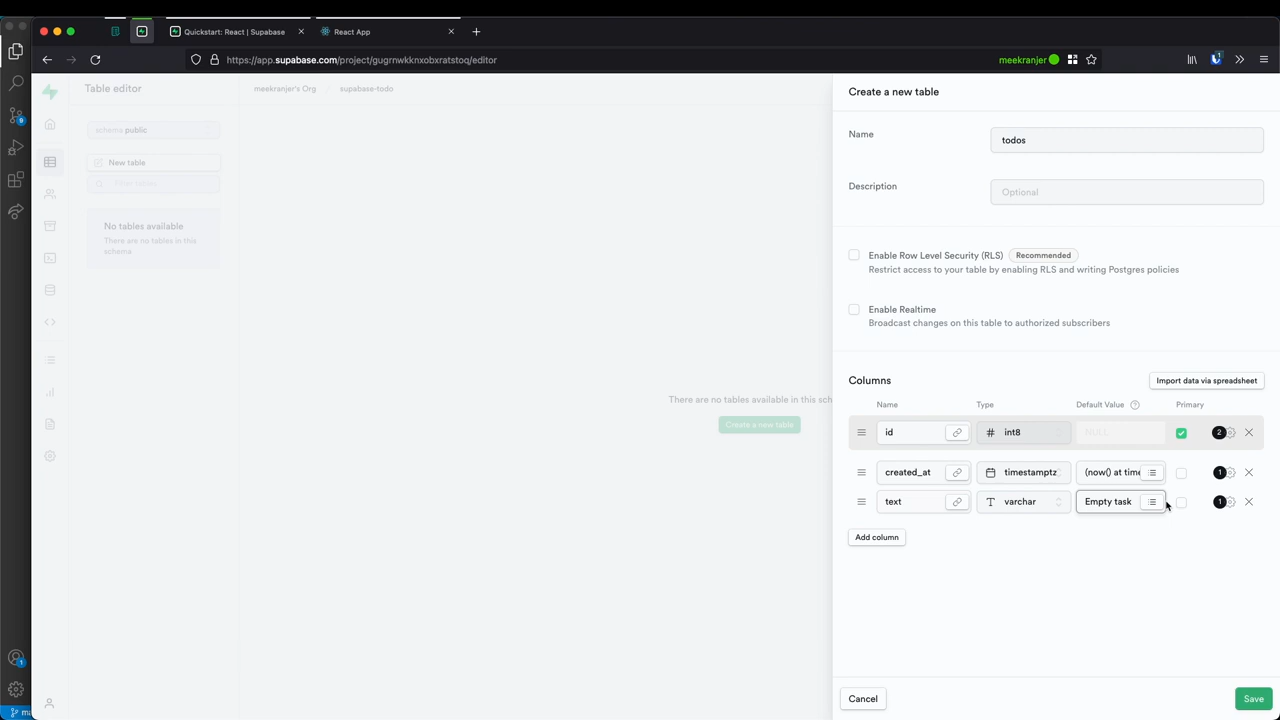 Quickstart: React | Supabase
React App
https://app.supabase.com/project/gugrnwkknxobxratstoq/editor
meekranjer
1
Table editor
meekranjer's Org / supabase-todo
Create a new table
schema public
New table
Filter tables
No tables available
There are no tables in this
schema
Name
todos
Description
Optional
Enable Row Level Security (RLS) Recommended
Restrict access to your table by enabling RLS and writing Postgres policies
Enable Realtime
Broadcast changes on this table to authorized subscribers
Columns
Import data via spreadsheet
Name Type Default Value Primary
id # int8 NULL 2
created_at timestamptz (now() at time 1
text T varchar Empty task 1
Add column
There are no tables available in this sch
Create a new table
9
1
Cancel
Save